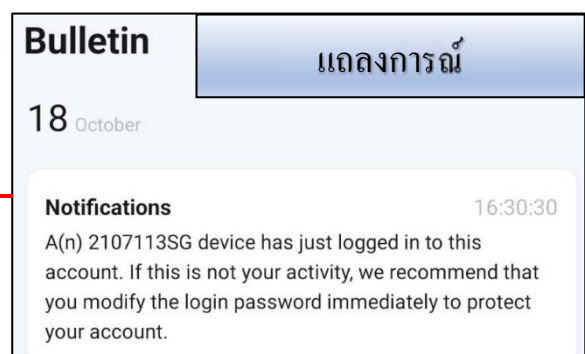 Bulletin
แถลงการณ์
18 October
Notifications 16:30:30
A(n) 2107113SG device has just logged in to this
account. If this is not your activity, we recommend that
you modify the login password immediately to protect
your account.